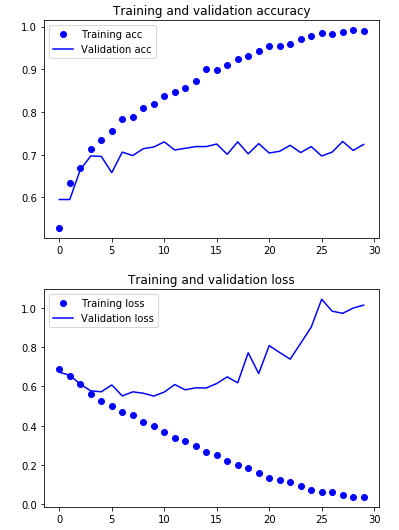 Training and validation accuracy
1.0
0.9
0.8
0.7
0.6
Training acc
Validation acc
0 5 10 15 20 25 30
Training and validation loss
1.0
0.8
0.6
0.4
0.2
0.0
Training loss
Validation loss
0 5 10 15 20 25 30